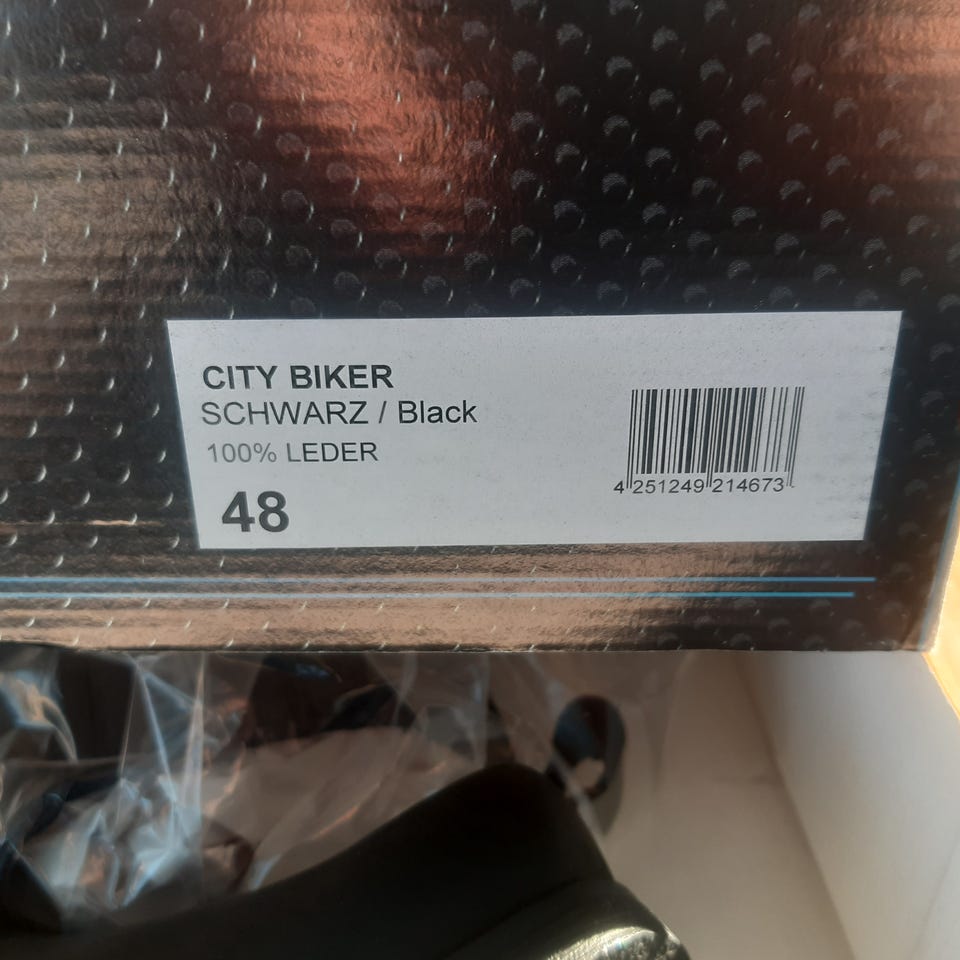 CITY BIKER
SCHWARZ / Black
100% LEDER
48
4 251249 214673